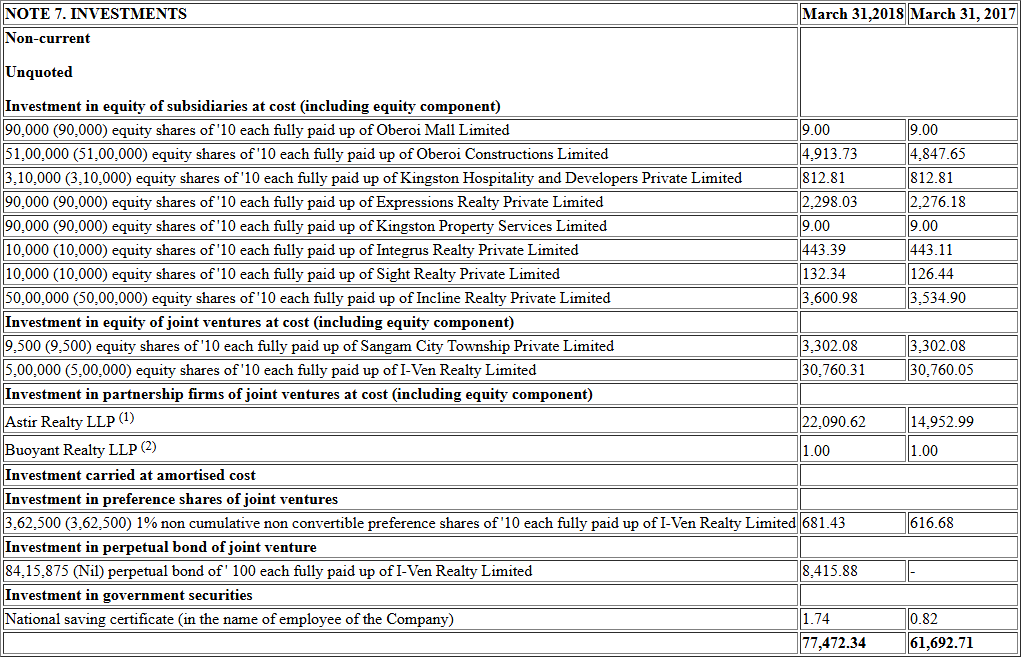 NOTE 7. INVESTMENTS March 31,2018 March 31, 2017
Non-current
Unquoted
Investment in equity of subsidiaries at cost (including equity component)
90,000 (90,000) equity shares of '10 each fully paid up of Oberoi Mall Limited 9.00 9.00
51,00,000 (51,00,000) equity shares of '10 each fully paid up of Oberoi Constructions Limited 4,913.73 4,847.65
3,10,000 (3,10,000) equity shares of '10 each fully paid up of Kingston Hospitality and Developers Private Limited 812.81 812.81
90,000 (90,000) equity shares of '10 each fully paid up of Expressions Realty Private Limited 2,298.03 2,276.18
90,000 (90,000) equity shares of '10 each fully paid up of Kingston Property Services Limited 9.00 9.00
10,000 (10,000) equity shares of '10 each fully paid up of Integrus Realty Private Limited 443.39 443.11
10,000 (10,000) equity shares of '10 each fully paid up of Sight Realty Private Limited 132.34 126.44
50,00,000 (50,00,000) equity shares of '10 each fully paid up of Incline Realty Private Limited 3,600.98 3,534.90
Investment in equity of joint ventures at cost (including equity component)
9,500 (9,500) equity shares of '10 each fully paid up of Sangam City Township Private Limited 3,302.08 3,302.08
5,00,000 (5,00,000) equity shares of '10 each fully paid up of I-Ven Realty Limited 30,760.31 30,760.05
Investment in partnership firms of joint ventures at cost (including equity component)
Astir Realty LLP (1) 22,090.62 14,952.99
Buoyant Realty LLP (2) 1.00 1.00
Investment carried at amortised cost
Investment in preference shares of joint ventures
3,62,500 (3,62,500) 1% non cumulative non convertible preference shares of '10 each fully paid up of I-Ven Realty Limited 681.43 616.68
Investment in perpetual bond of joint venture
84,15,875 (Nil) perpetual bond of ' 100 each fully paid up of I-Ven Realty Limited 8,415.88 -
Investment in government securities
National saving certificate (in the name of employee of the Company) 1.74 0.82
77,472.34 61,692.71